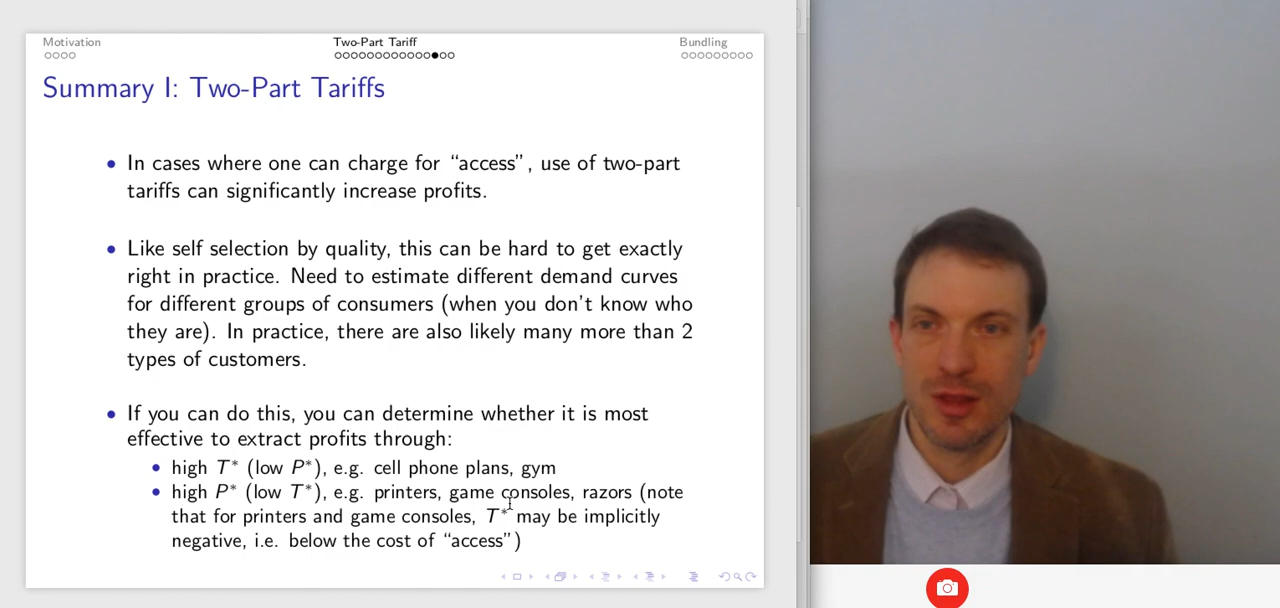 Motivation Two-Part Tariff Bundling
Summary I: Two-Part Tariffs
• In cases where one can charge for “access”, use of two-part
tariffs can significantly increase profits.
• Like self selection by quality, this can be hard to get exactly
right in practice. Need to estimate different demand curves
for different groups of consumers (when you don’t know who
they are). In practice, there are also likely many more than 2
types of customers.
• If you can do this, you can determine whether it is most
effective to extract profits through:
• high T* (low P*), e.g. cell phone plans, gym
• high P* (low T*), e.g. printers, game consoles, razors (note
that for printers and game consoles, T* may be implicitly
negative, i.e. below the cost of “access”)